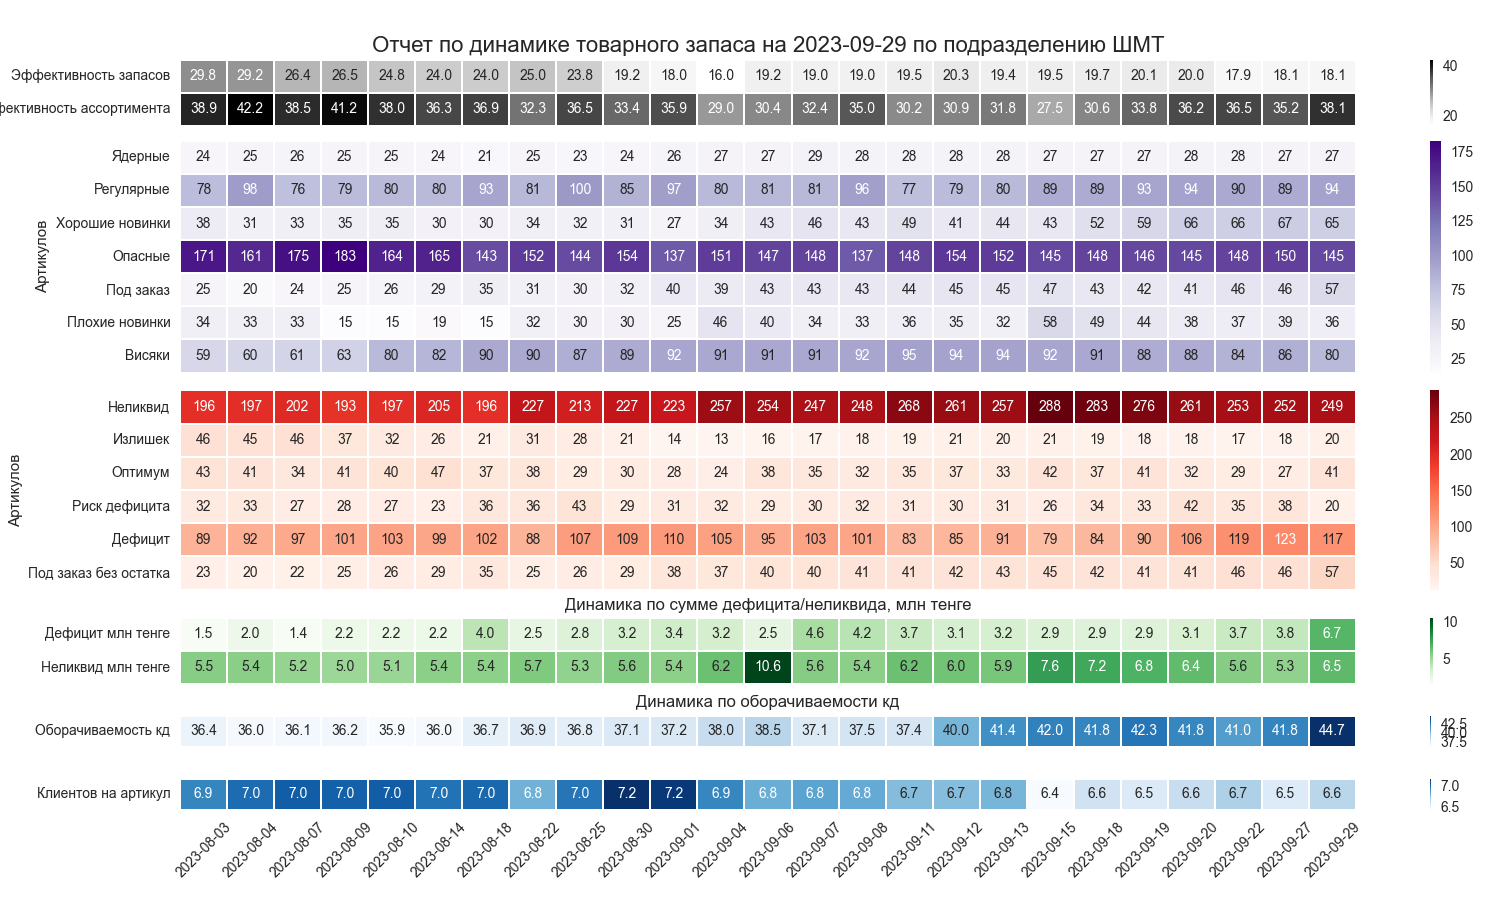 Отчет по динамике товарного запаса на 2023-09-29 по подразделению ШМТ
Эффективность запасов 29.8 29.2 26.4 26.5 24.8 24.0 24.0 25.0 23.8 19.2 18.0 16.0 19.2 19.0 19.0 19.5 20.3 19.4 19.5 19.7 20.1 20.0 17.9 18.1 18.1
фективность ассортимента 38.9 42.2 38.5 41.2 38.0 36.3 36.9 32.3 36.5 33.4 35.9 29.0 30.4 32.4 35.0 30.2 30.9 31.8 27.5 30.6 33.8 36.2 36.5 35.2 38.1
40
20
Артикулов
Ядерные 24 25 26 25 25 24 21 25 23 24 26 27 27 29 28 28 28 28 27 27 27 28 28 27 27
Регулярные 78 98 76 79 80 80 93 81 100 85 97 80 81 81 96 77 79 80 89 89 93 94 90 89 94
Хорошие новинки 38 31 33 35 35 30 30 34 32 31 27 34 43 46 43 49 41 44 43 52 59 66 66 67 65
Опасные 171 161 175 183 164 165 143 152 144 154 137 151 147 148 137 148 154 152 145 148 146 145 148 150 145
Под заказ 25 20 24 25 26 29 35 31 30 32 40 39 43 43 43 44 45 45 47 43 42 41 46 46 57
Плохие новинки 34 33 33 15 15 19 15 32 30 30 25 46 40 34 33 36 35 32 58 49 44 38 37 39 36
Висяки 59 60 61 63 80 82 90 90 87 89 92 91 91 91 92 95 94 94 92 91 88 88 84 86 80
175
150
125
100
75
50
25
Артикулов
Неликвид 196 197 202 193 197 205 196 227 213 227 223 257 254 247 248 268 261 257 288 283 276 261 253 252 249
Излишек 46 45 46 37 32 26 21 31 28 21 14 13 16 17 18 19 21 20 21 19 18 18 17 18 20
Оптимум 43 41 34 41 40 47 37 38 29 30 28 24 38 35 32 35 37 33 42 37 41 32 29 27 41
Риск дефицита 32 33 27 28 27 23 36 36 43 29 31 32 29 30 32 31 30 31 26 34 33 42 35 38 20
Дефицит 89 92 97 101 103 99 102 88 107 109 110 105 95 103 101 83 85 91 79 84 90 106 119 123 117
Под заказ без остатка 23 20 22 25 26 29 35 25 26 29 38 37 40 40 41 41 42 43 45 42 41 41 46 46 57
250
200
150
100
50
Динамика по сумме дефицита/неликвида, млн тенге
Дефицит млн тенге 1.5 2.0 1.4 2.2 2.2 2.2 4.0 2.5 2.8 3.2 3.4 3.2 2.5 4.6 4.2 3.7 3.1 3.2 2.9 2.9 2.9 3.1 3.7 3.8 6.7
Неликвид млн тенге 5.5 5.4 5.2 5.0 5.1 5.4 5.4 5.7 5.3 5.6 5.4 6.2 10.6 5.6 5.4 6.2 6.0 5.9 7.6 7.2 6.8 6.4 5.6 5.3 6.5
10
5
Динамика по оборачиваемости кд
Оборачиваемость кд 36.4 36.0 36.1 36.2 35.9 36.0 36.7 36.9 36.8 37.1 37.2 38.0 38.5 37.1 37.5 37.4 40.0 41.4 42.0 41.8 42.3 41.8 41.0 41.8 44.7
42.5
40.0
37.5
Клиентов на артикул 6.9 7.0 7.0 7.0 7.0 7.0 7.0 6.8 7.0 7.2 7.2 6.9 6.8 6.8 6.8 6.7 6.7 6.8 6.4 6.6 6.5 6.6 6.7 6.5 6.6
7.0
6.5
2023-08-03 2023-08-04 2023-08-07 2023-08-09 2023-08-10 2023-08-14 2023-08-18 2023-08-22 2023-08-25 2023-08-30 2023-09-01 2023-09-04 2023-09-06 2023-09-07 2023-09-08 2023-09-11 2023-09-12 2023-09-13 2023-09-15 2023-09-18 2023-09-19 2023-09-20 2023-09-22 2023-09-27 2023-09-29